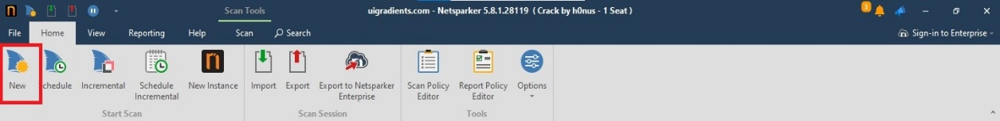 Scan Tools
uigradients.com - Netsparker 5.8.1.28119 (Crack by h0nus - 1 Seat )
3
File Home View Reporting Help Scan Search
Sign-in to Enterprise
New chedule Incremental Schedule Incremental New Instance Import Export Export to Netsparker Enterprise Scan Policy Editor Report Policy Editor Options
Start Scan Scan Session Tools